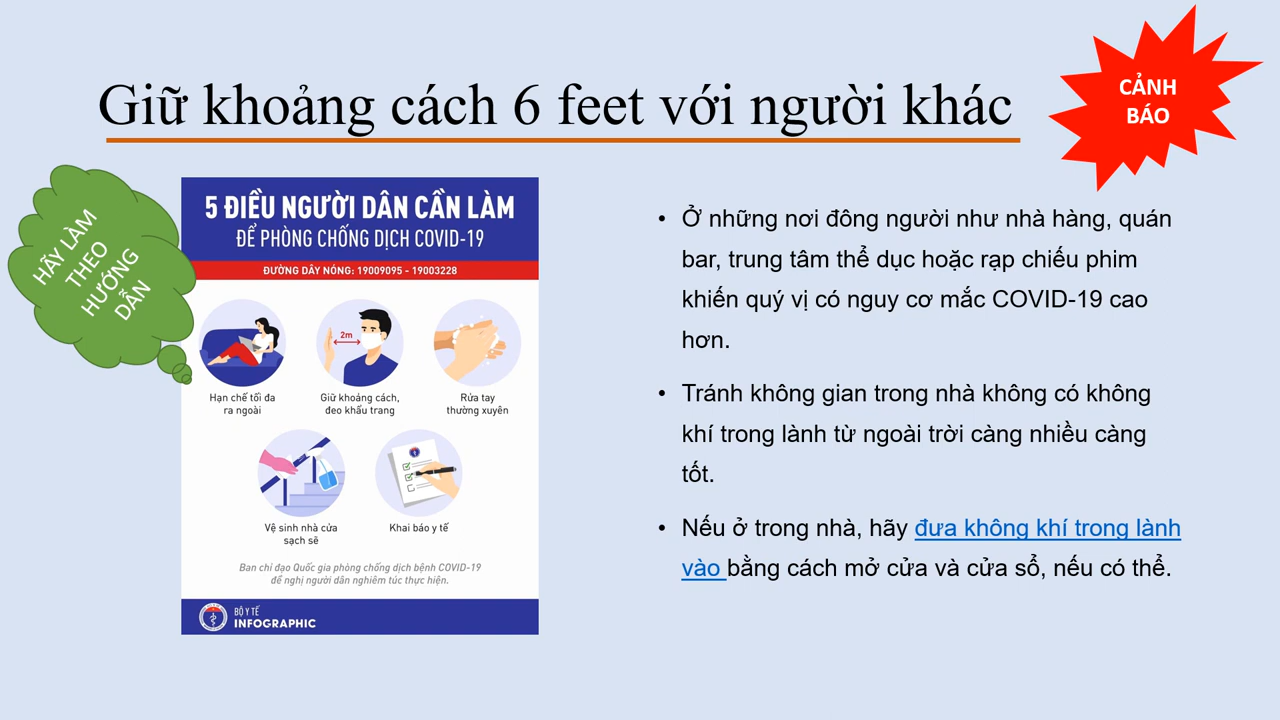 Giữ khoảng cách 6 feet với người khác
CẢNH
BÁO
HÃY LÀM
THEO
HƯỚNG
DẪN
5 ĐIỀU NGƯỜI DÂN CẦN LÀM
ĐỂ PHÒNG CHỐNG DỊCH COVID-19
ĐƯỜNG DÂY NÓNG: 19009095 - 19003228
2m
Hạn chế tối đa
ra ngoài
Giữ khoảng cách,
đeo khẩu trang
Rửa tay
thường xuyên
Vệ sinh nhà cửa
sạch sẽ
Khai báo y tế
Ban chỉ đạo Quốc gia phòng chống dịch bệnh COVID-19
đề nghị người dân nghiêm túc thực hiện.
BỘ Y TẾ
INFOGRAPHIC
• Ở những nơi đông người như nhà hàng, quán
bar, trung tâm thể dục hoặc rạp chiếu phim
khiến quý vị có nguy cơ mắc COVID-19 cao
hơn.
• Tránh không gian trong nhà không có không
khí trong lành từ ngoài trời càng nhiều càng
tốt.
• Nếu ở trong nhà, hãy đưa không khí trong lành
vào bằng cách mở cửa và cửa sổ, nếu có thể.